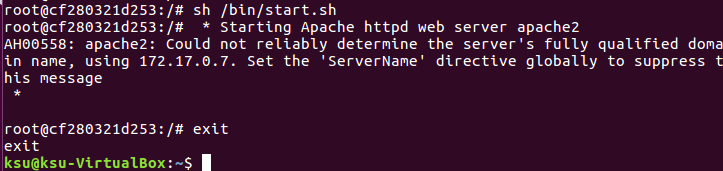 root@cf280321d253:/# sh /bin/start.sh
root@cf280321d253:/#  * Starting Apache httpd web server apache2
AH00558: apache2: Could not reliably determine the server's fully qualified doma
in name, using 172.17.0.7. Set the 'ServerName' directive globally to suppress t
his message
 *
root@cf280321d253:/# exit
exit
ksu@ksu-VirtualBox:~$